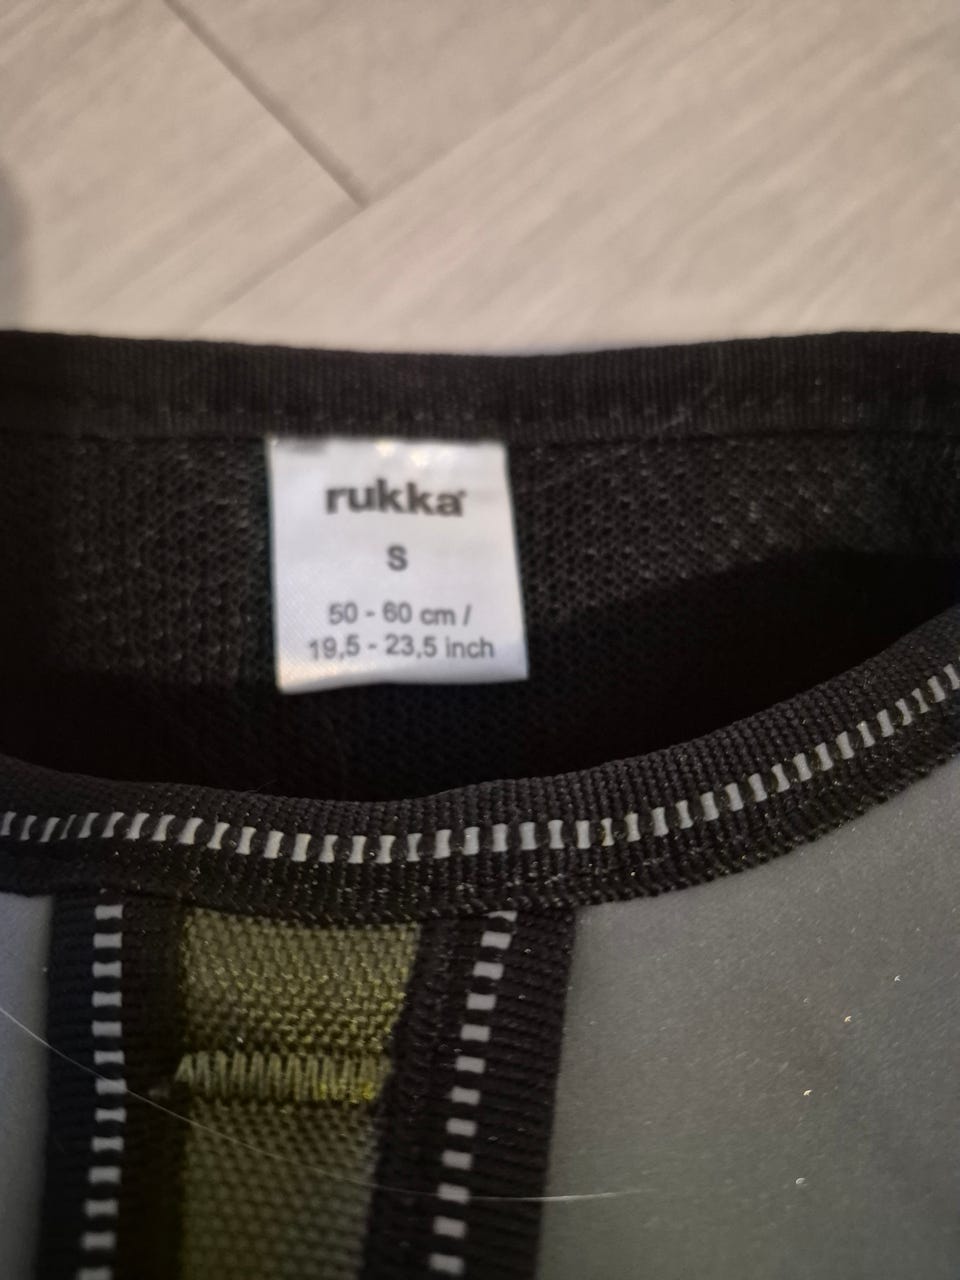 rukka
S
50 - 60 cm /
19,5 - 23,5 inch